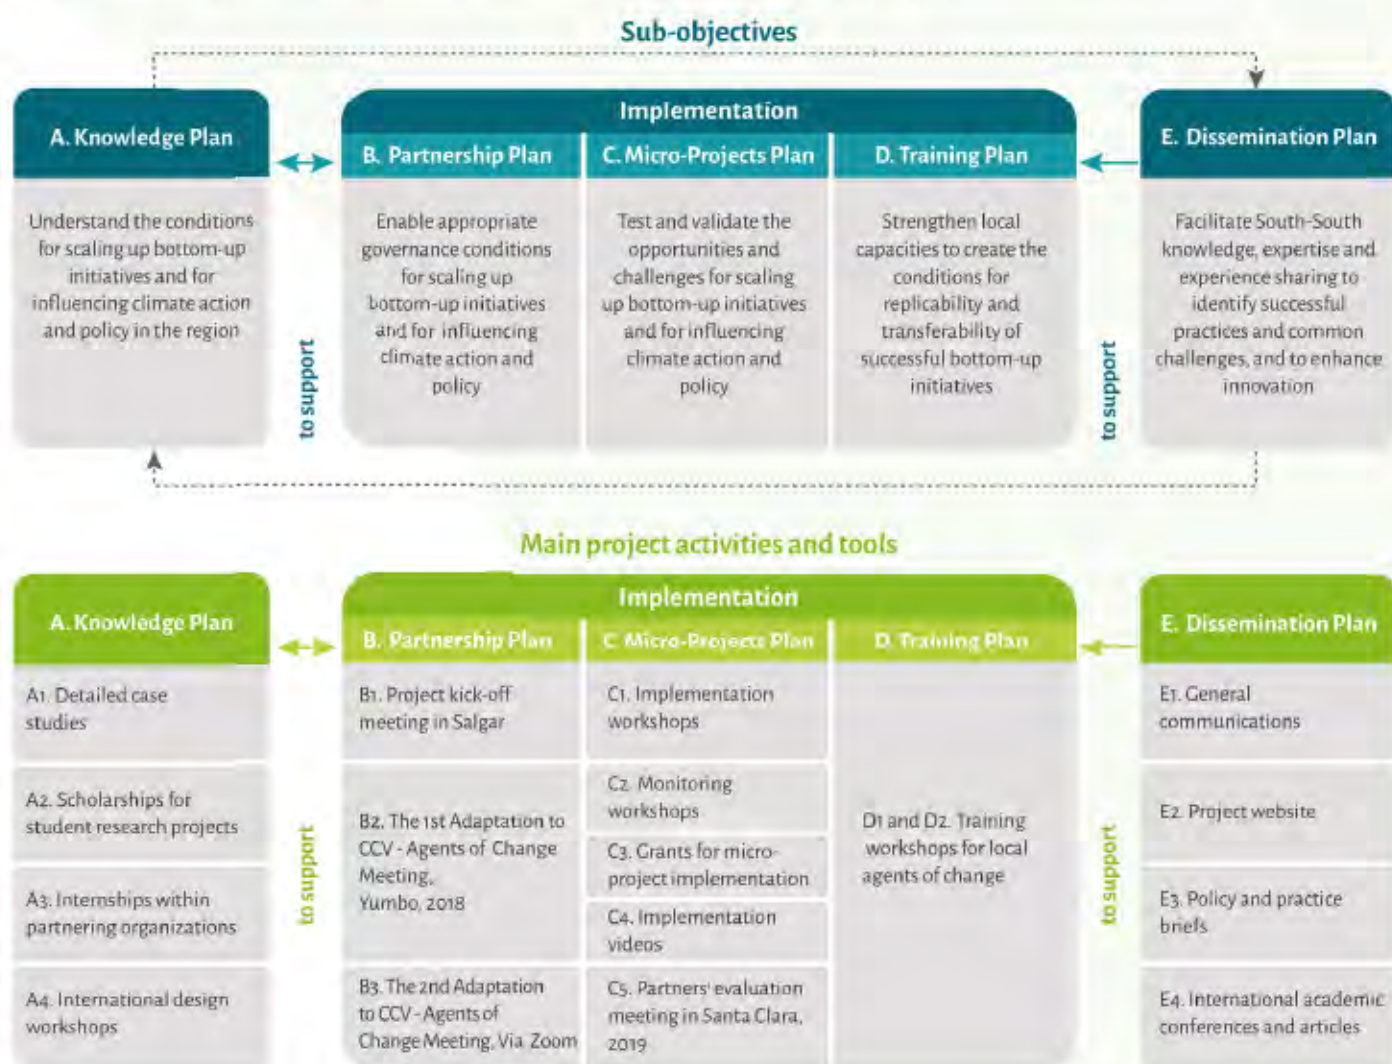 Sub-objectives
A. Knowledge Plan
Understand the conditions
for scaling up bottom-up
initiatives and for
influencing climate action
and policy in the region
to support
Implementation
B. Partnership Plan
Enable appropriate
governance conditions
for scaling up
bottom-up initiatives
and for influencing
climate action and
policy
C. Micro-Projects Plan
Test and validate the
opportunities and
challenges for scaling
up bottom-up initiatives
and for influencing
climate action and
policy
D. Training Plan
Strengthen local
capacities to create the
conditions for
replicability and
transferability of
successful bottom-up
initiatives
to support
E. Dissemination Plan
Facilitate South-South
knowledge, expertise and
experience sharing to
identify successful
practices and common
challenges, and to enhance
innovation
Main project activities and tools
A. Knowledge Plan
A1. Detailed case
studies
A2. Scholarships for
student research projects
A3. Internships within
partnering organizations
A4. International design
workshops
to support
Implementation
B. Partnership Plan
B1. Project kick-off
meeting in Salgar
B2. The 1st Adaptation to
CCV - Agents of Change
Meeting,
Yumbo, 2018
B3. The 2nd Adaptation
to CCV - Agents of
Change Meeting, Via Zoom
C. Micro-Projects Plan
C1. Implementation
workshops
C2. Monitoring
workshops
C3. Grants for micro-
project implementation
C4. Implementation
videos
C5. Partners' evaluation
meeting in Santa Clara,
2019
D. Training Plan
D1 and D2. Training
workshops for local
agents of change
to support
E. Dissemination Plan
E1. General
communications
E2. Project website
E3. Policy and practice
briefs
E4. International academic
conferences and articles